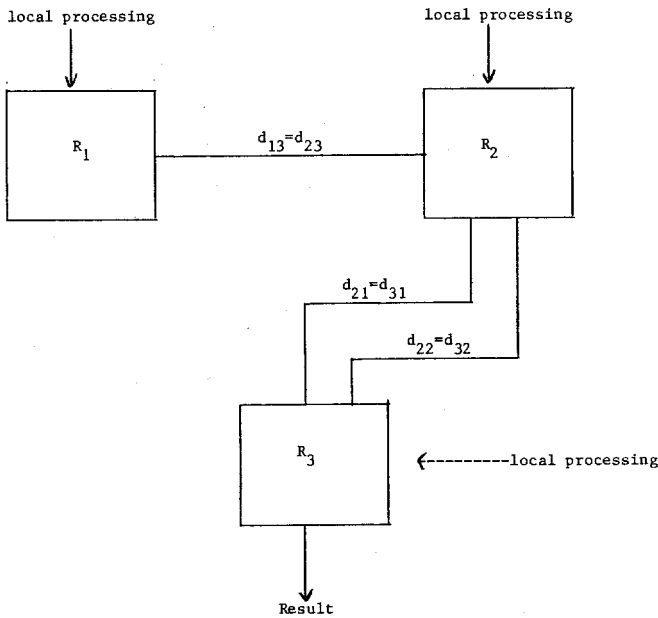 local processing
local processing
R1
d13=d23
R2
d21=d31
d22=d32
R3
local processing
Result